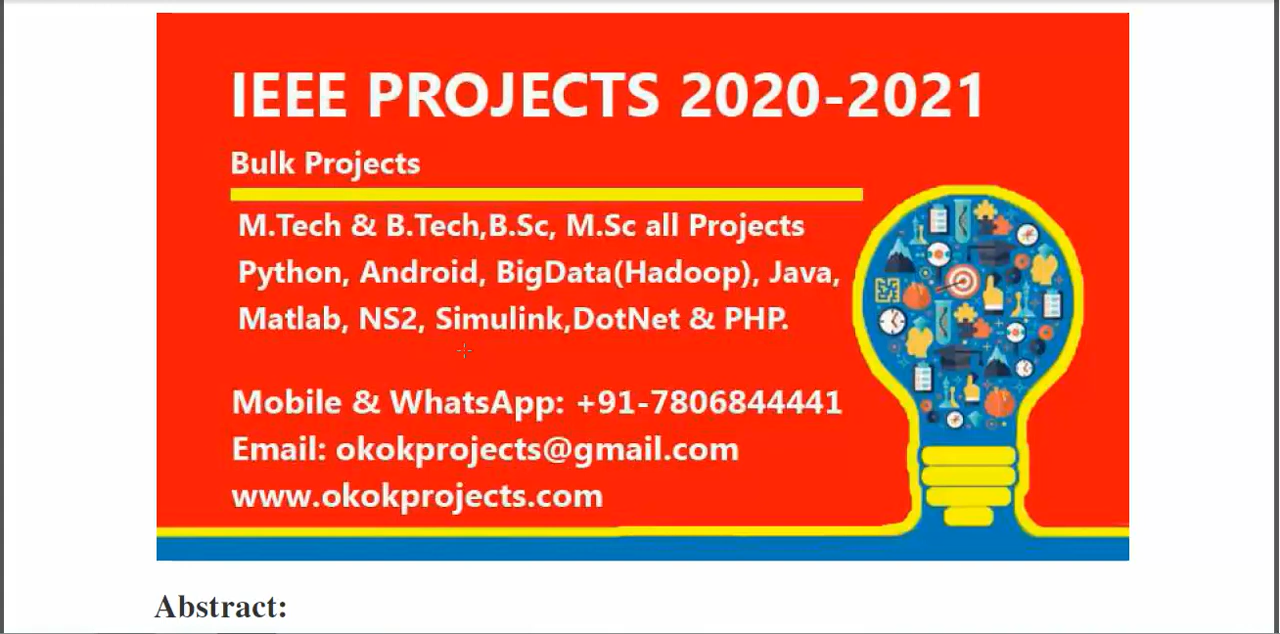 IEEE PROJECTS 2020-2021
Bulk Projects
M.Tech & B.Tech,B.Sc, M.Sc all Projects
Python, Android, BigData(Hadoop), Java,
Matlab, NS2, Simulink,DotNet & PHP.
Mobile & WhatsApp: +91-7806844441
Email: okokprojects@gmail.com
www.okokprojects.com
Abstract: